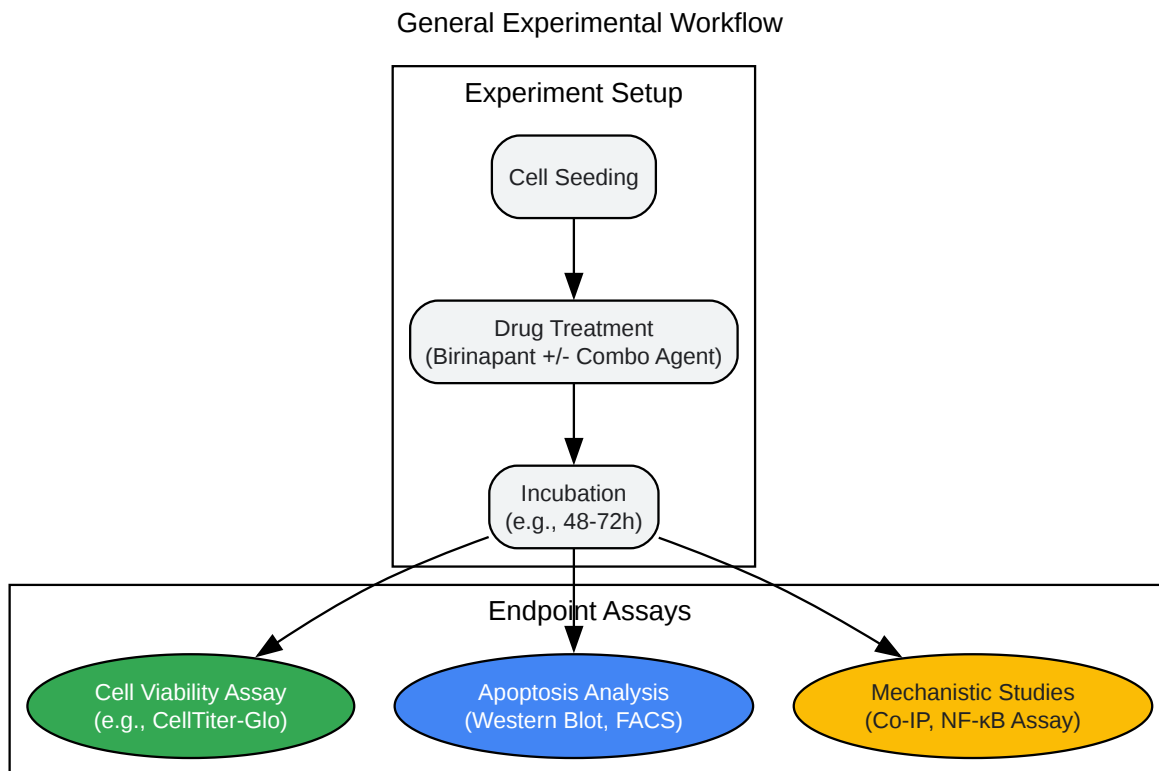 General Experimental Workflow
Experiment Setup
Cell Seeding
Drug Treatment
(Birinapant +/- Combo Agent)
Incubation
(e.g., 48-72h)
Endpoint Assays
Cell Viability Assay
(e.g., CellTiter-Glo)
Apoptosis Analysis
(Western Blot, FACS)
Mechanistic Studies
(Co-IP, NF-κB Assay)